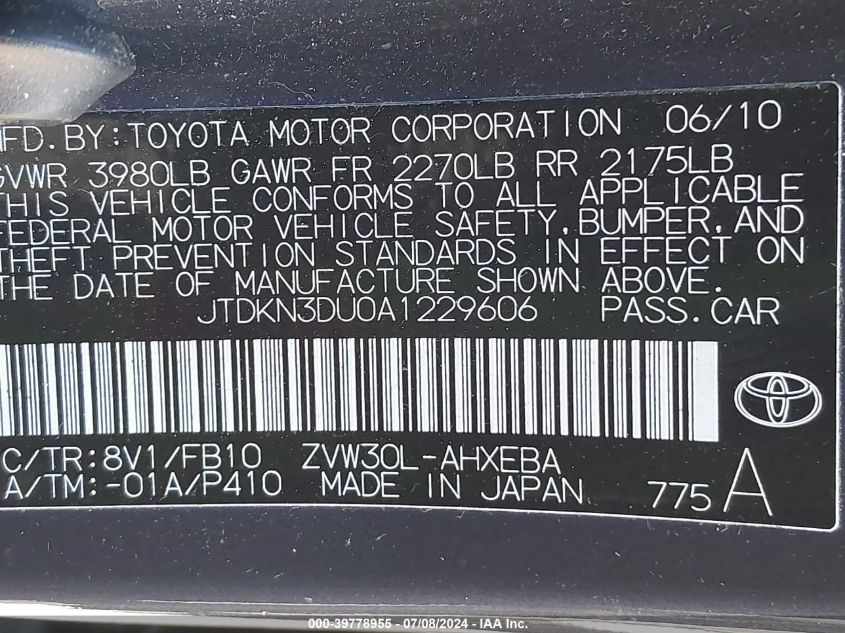 MFD.BY:TOYOTA MOTOR CORPORATION 06/10
GVWR 3980LB GAWR FR 2270LB RR 2175LB
THIS VEHICLE CONFORMS TO ALL APPLICABLE
FEDERAL MOTOR VEHICLE SAFETY,BUMPER,AND
THEFT PREVENTION STANDARDS IN EFFECT ON
THE DATE OF MANUFACTURE SHOWN ABOVE.
JTDKN3DU0A1229606 PASS.CAR
C/TR:8V1/FB10 ZVW30L-AHXEBA
A/TM:-01A/P410 MADE IN JAPAN 775 A
000-39778955 - 07/08/2024 - IAA Inc.